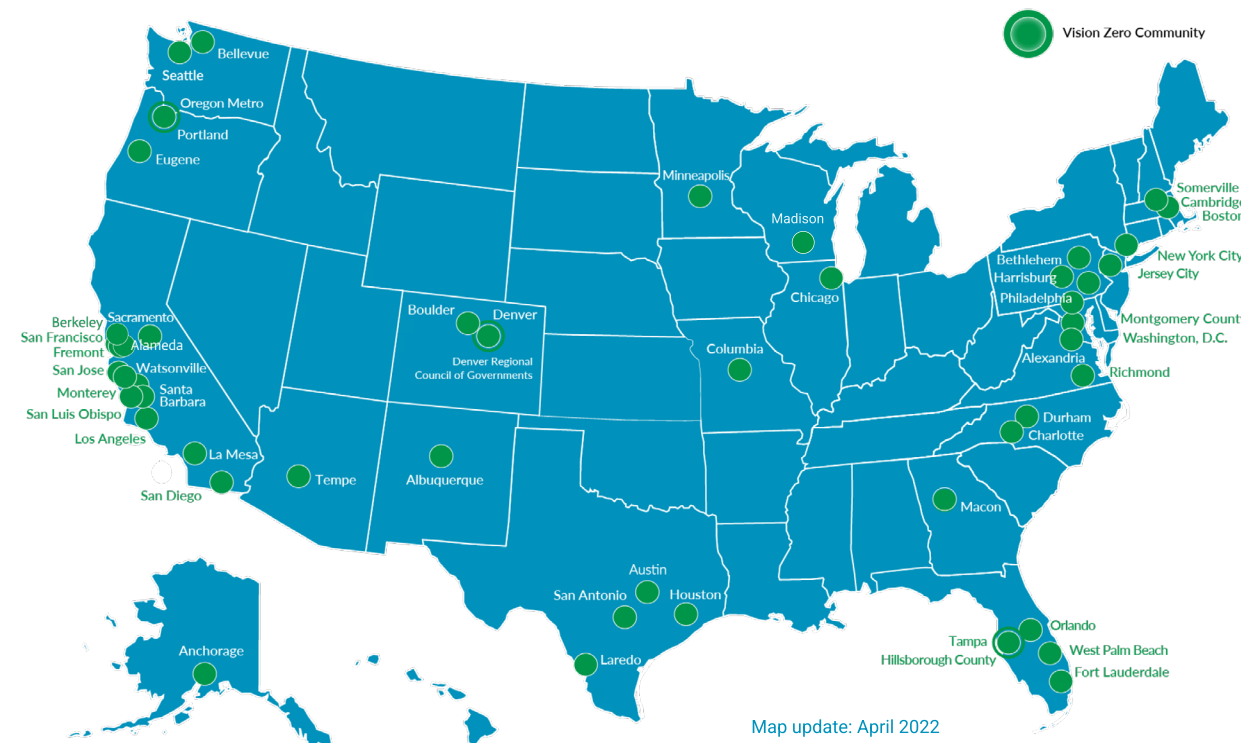 Vision Zero Community
Bellevue
Seattle
Oregon Metro
Portland
Eugene
Minneapolis
Madison
Chicago
Somerville
Cambridg
Boston
New York City
Jersey City
Bethlehem
Harrisburg
Philadelphia
Montgomery Count
Washington, D.C.
Alexandria
Richmond
Boulder
Denver
Denver Regional
Council of Governments
Columbia
Berkeley
Sacramento
San Francisco
Fremont
Alameda
San Jose
Watsonville
Monterey
Santa
Barbara
San Luis Obispo
Los Angeles
La Mesa
San Diego
Tempe
Albuquerque
Durham
Charlotte
Macon
Austin
San Antonio
Houston
Laredo
Orlando
Tampa
West Palm Beach
Hillsborough County
Fort Lauderdale
Anchorage
Map update: April 2022